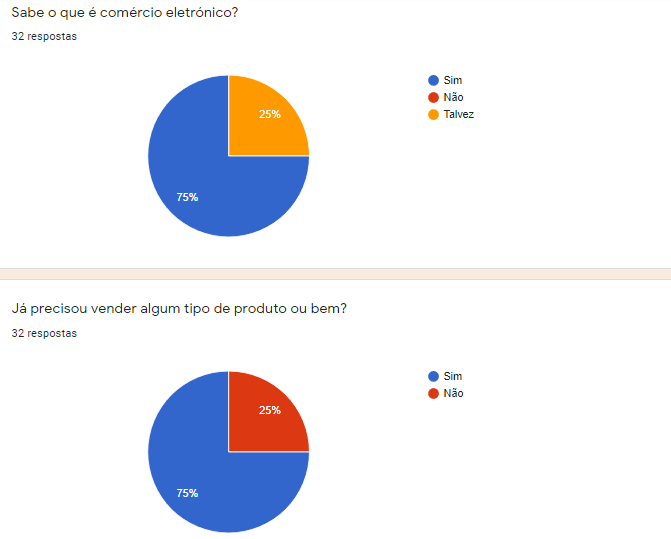 Sabe o que é comércio eletrónico?
32 respostas
Sim
Não
Talvez
25%
75%
Já precisou vender algum tipo de produto ou bem?
32 respostas
Sim
Não
25%
75%